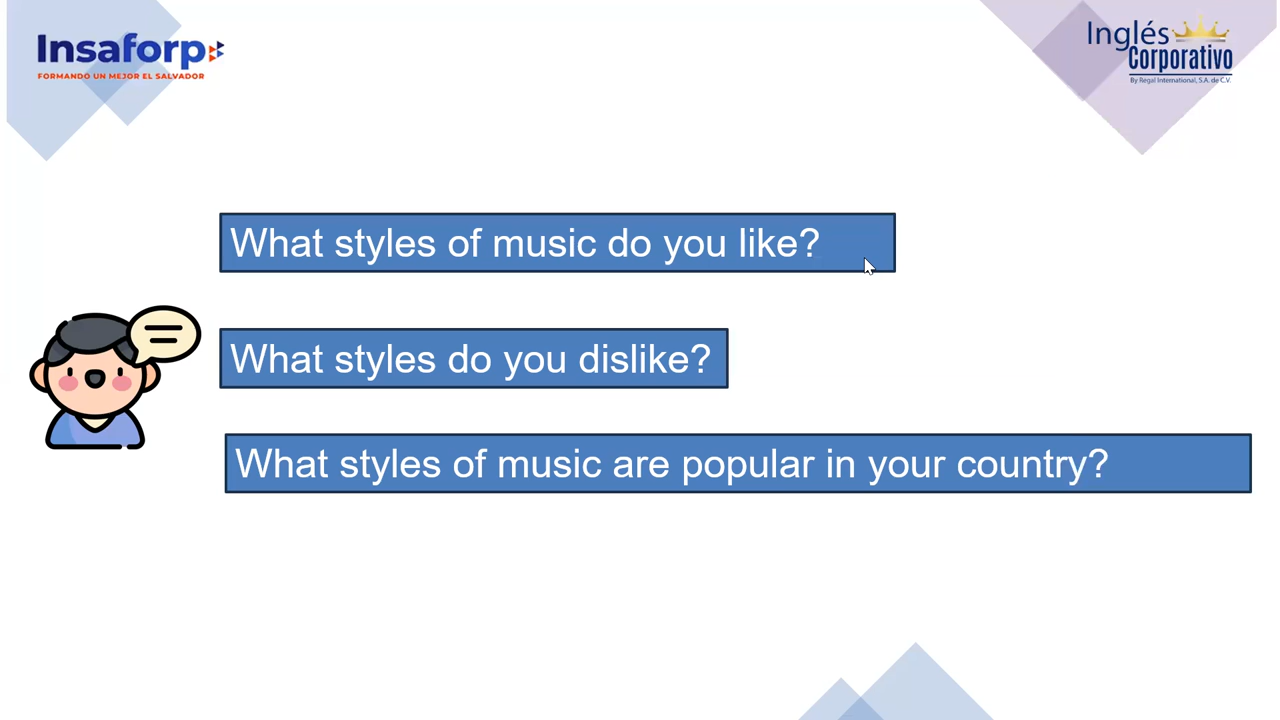 Insaforp
FORMANDO UN MEJOR EL SALVADOR
Inglés
Corporativo
By Regal International, S.A. de C.V.
What styles of music do you like?
What styles do you dislike?
What styles of music are popular in your country?